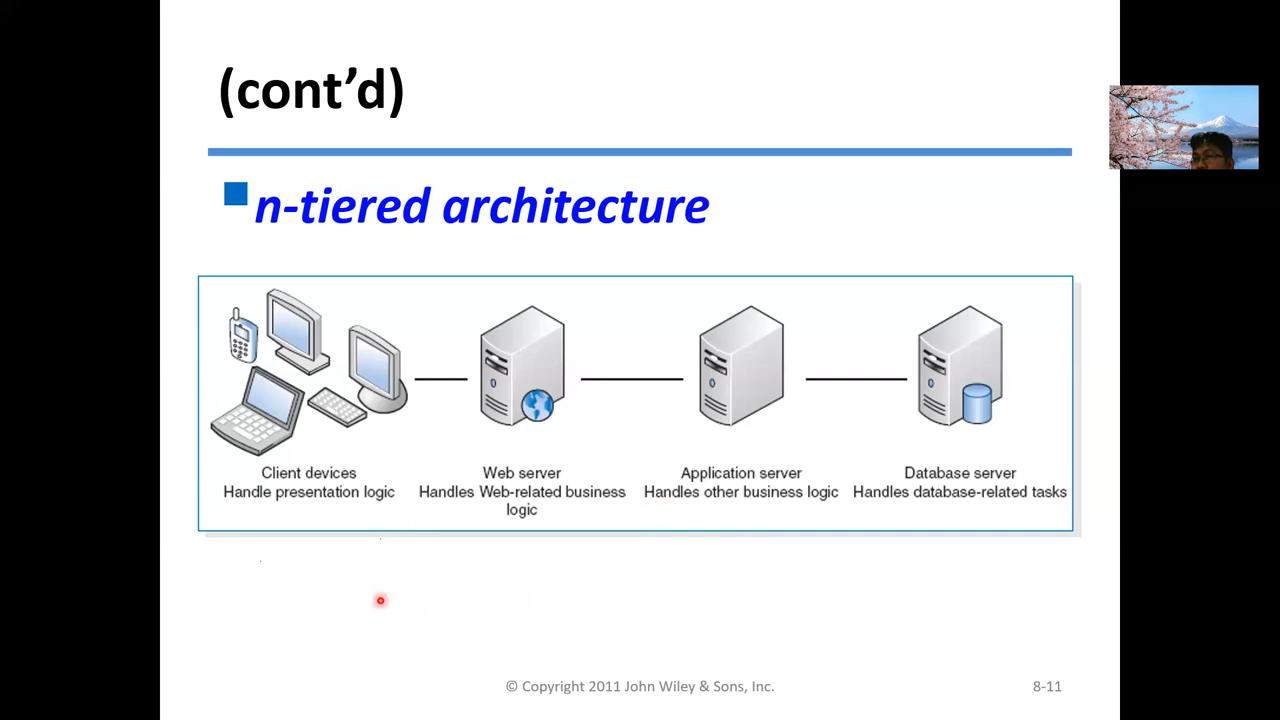 (cont’d)
n-tiered architecture
Client devices
Handle presentation logic
Web server
Handles Web-related business
logic
Application server
Handles other business logic
Database server
Handles database-related tasks
© Copyright 2011 John Wiley & Sons, Inc.
8-11